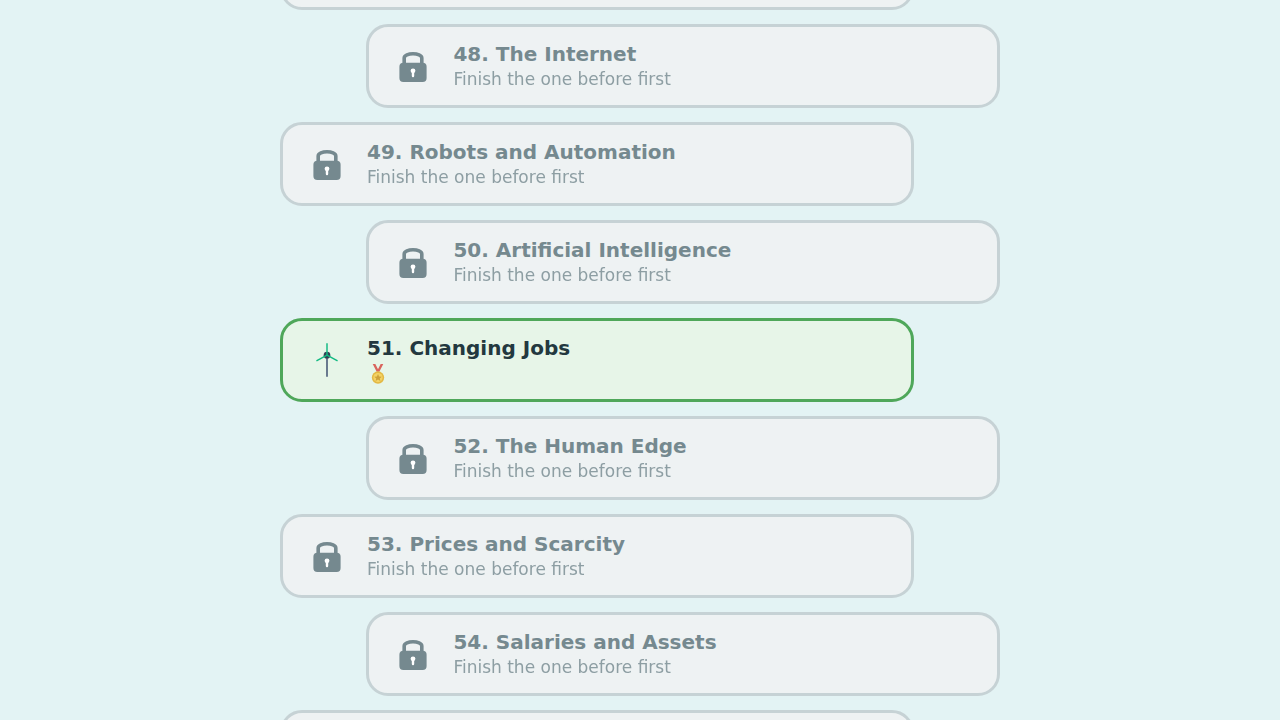 48. The Internet
Finish the one before first
49. Robots and Automation
Finish the one before first
50. Artificial Intelligence
Finish the one before first
51. Changing Jobs
52. The Human Edge
Finish the one before first
53. Prices and Scarcity
Finish the one before first
54. Salaries and Assets
Finish the one before first